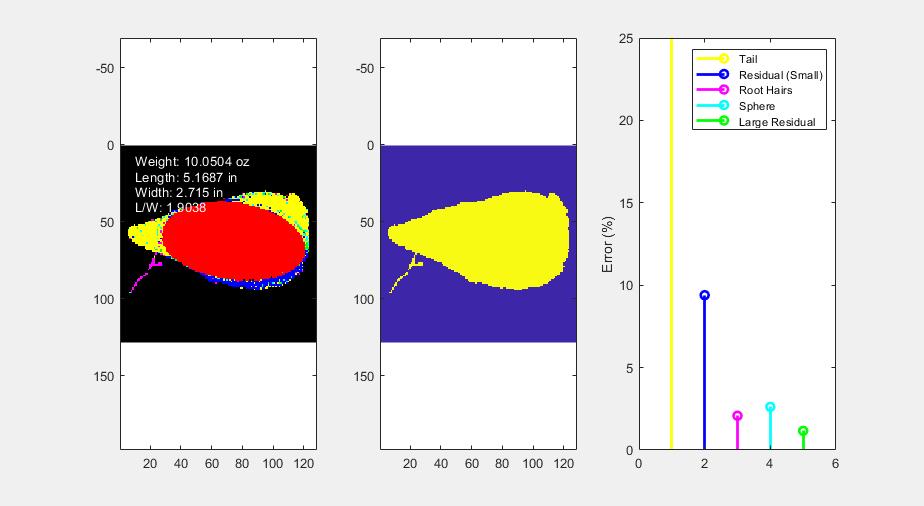 Weight: 10.0504 oz
Length: 5.1687 in
Width: 2.715 in
L/W: 1.9038
-50
0
50
100
150
20 40 60 80 100 120
-50
0
50
100
150
20 40 60 80 100 120
Error (%)
25
20
15
10
5
0
0 2 4 6
Tail
Residual (Small)
Root Hairs
Sphere
Large Residual